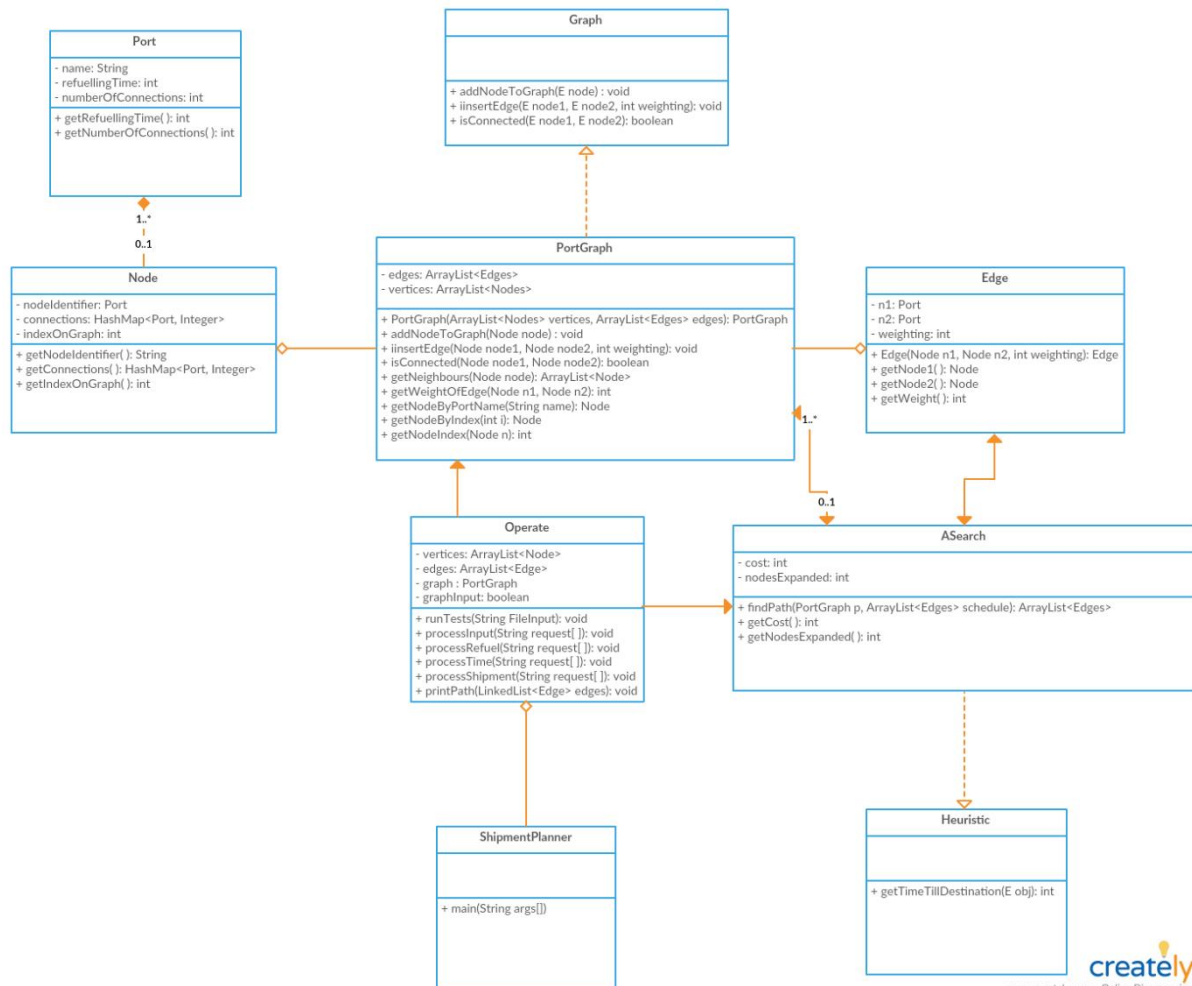 Graph
+ addNodeToGraph(E node) : void
+ iinsertEdge(E node1, E node2, int weighting): void
+ isConnected(E node1, E node2): boolean
Port
- name: String
- refuellingTime: int
- numberOfConnections: int
+ getRefuellingTime( ): int
+ getNumberOfConnections( ): int
1..*
0..1
Node
- nodeIdentifier: Port
- connections: HashMap<Port, Integer>
- indexOnGraph: int
+ getNodeIdentifier( ): String
+ getConnections( ): HashMap<Port, Integer>
+ getIndexOnGraph( ): int
PortGraph
- edges: ArrayList<Edges>
- vertices: ArrayList<Nodes>
+ PortGraph(ArrayList<Nodes> vertices, ArrayList<Edges> edges): PortGraph
+ addNodeToGraph(Node node) : void
+ iinsertEdge(Node node1, Node node2, int weighting): void
+ isConnected(Node node1, Node node2): boolean
+ getNeighbours(Node node): ArrayList<Node>
+ getWeightOfEdge(Node n1, Node n2): int
+ getNodeByPortName(String name): Node
+ getNodeByIndex(int i): Node
+ getNodeIndex(Node n): int
Edge
- n1: Port
- n2: Port
- weighting: int
+ Edge(Node n1, Node n2, int weighting): Edge
+ getNode1( ): Node
+ getNode2( ): Node
+ getWeight( ): int
1..*
0..1
Operate
- vertices: ArrayList<Node>
- edges: ArrayList<Edge>
- graph : PortGraph
- graphInput: boolean
+ runTests(String FileInput): void
+ processInput(String request[ ]): void
+ processRefuel(String request[ ]): void
+ processTime(String request[ ]): void
+ processShipment(String request[ ]): void
+ printPath(LinkedList<Edge> edges): void
ASearch
- cost: int
- nodesExpanded: int
+ findPath(PortGraph p, ArrayList<Edges> schedule): ArrayList<Edges>
+ getCost( ): int
+ getNodesExpanded( ): int
ShipmentPlanner
+ main(String args[])
Heuristic
+ getTimeTillDestination(E obj): int
creately